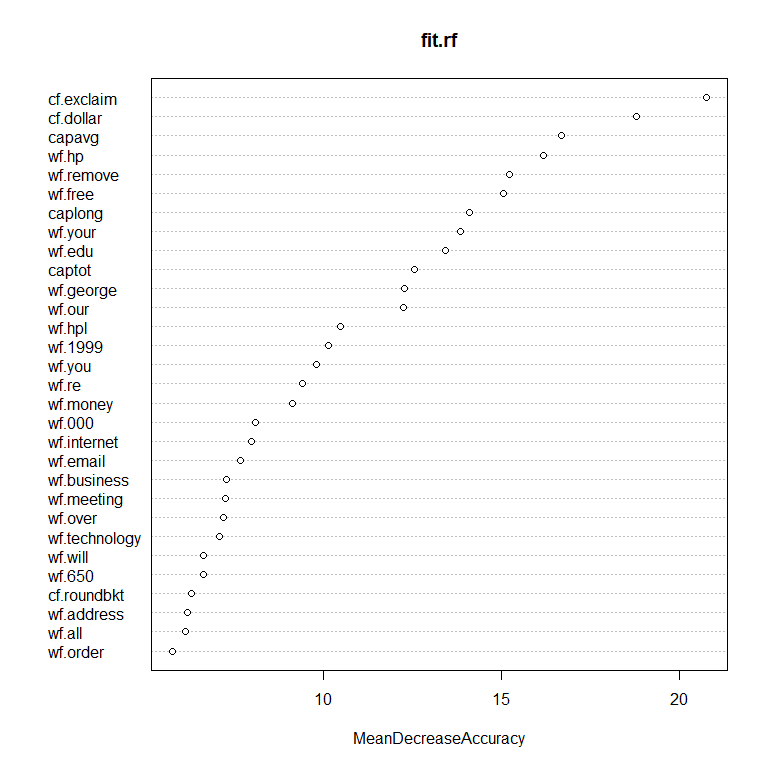 fit.rf
cf.exclaim
cf.dollar
capavg
wf.hp
wf.remove
wf.free
caplong
wf.your
wf.edu
captot
wf.george
wf.our
wf.hpl
wf.1999
wf.you
wf.re
wf.money
wf.000
wf.internet
wf.email
wf.business
wf.meeting
wf.over
wf.technology
wf.will
wf.650
cf.roundbkt
wf.address
wf.all
wf.order
10 15 20
MeanDecreaseAccuracy